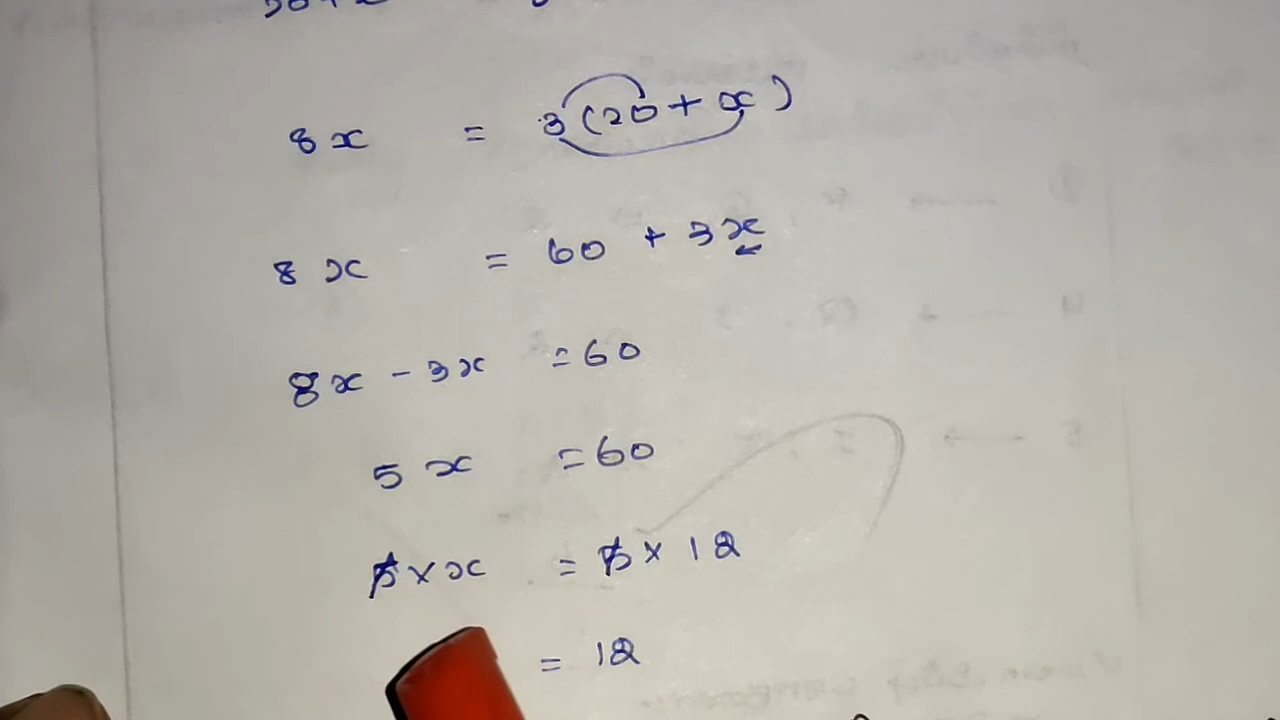 8x = 3(20 + x)
8x = 60 + 3x
8x - 3x = 60
5x = 60
5 × x = 5 × 12
= 12